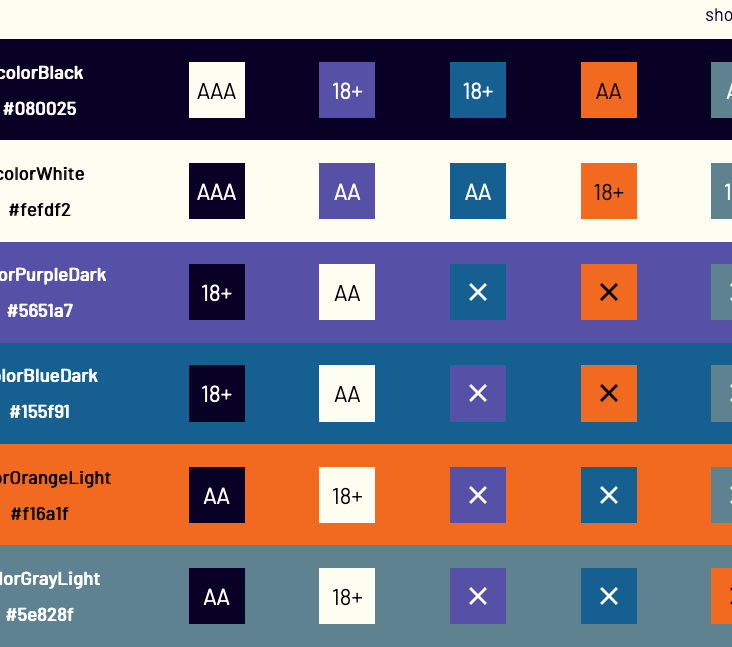 sho
colorBlack
#080025
AAA 18+ 18+ AA
colorWhite
#fefdf2
AAA AA AA 18+ 1
orPurpleDark
#5651a7
18+ AA ✕ ✕
lorBlueDark
#155f91
18+ AA ✕ ✕
orOrangeLight
#f16a1f
AA 18+ ✕ ✕
lorGrayLight
#5e828f
AA 18+ ✕ ✕